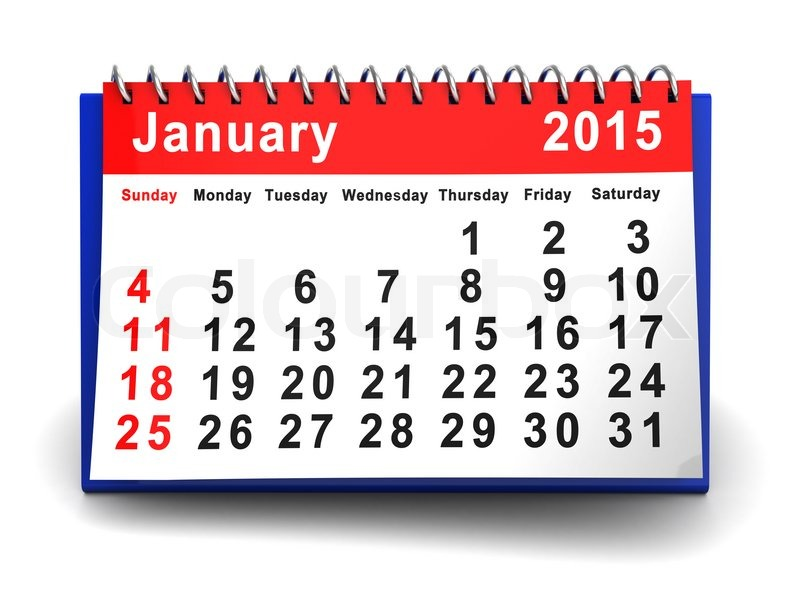 January 2015
Sunday Monday Tuesday Wednesday Thursday Friday Saturday
1 2 3
4 5 6 7 8 9 10
11 12 13 14 15 16 17
18 19 20 21 22 23 24
25 26 27 28 29 30 31
colourbox